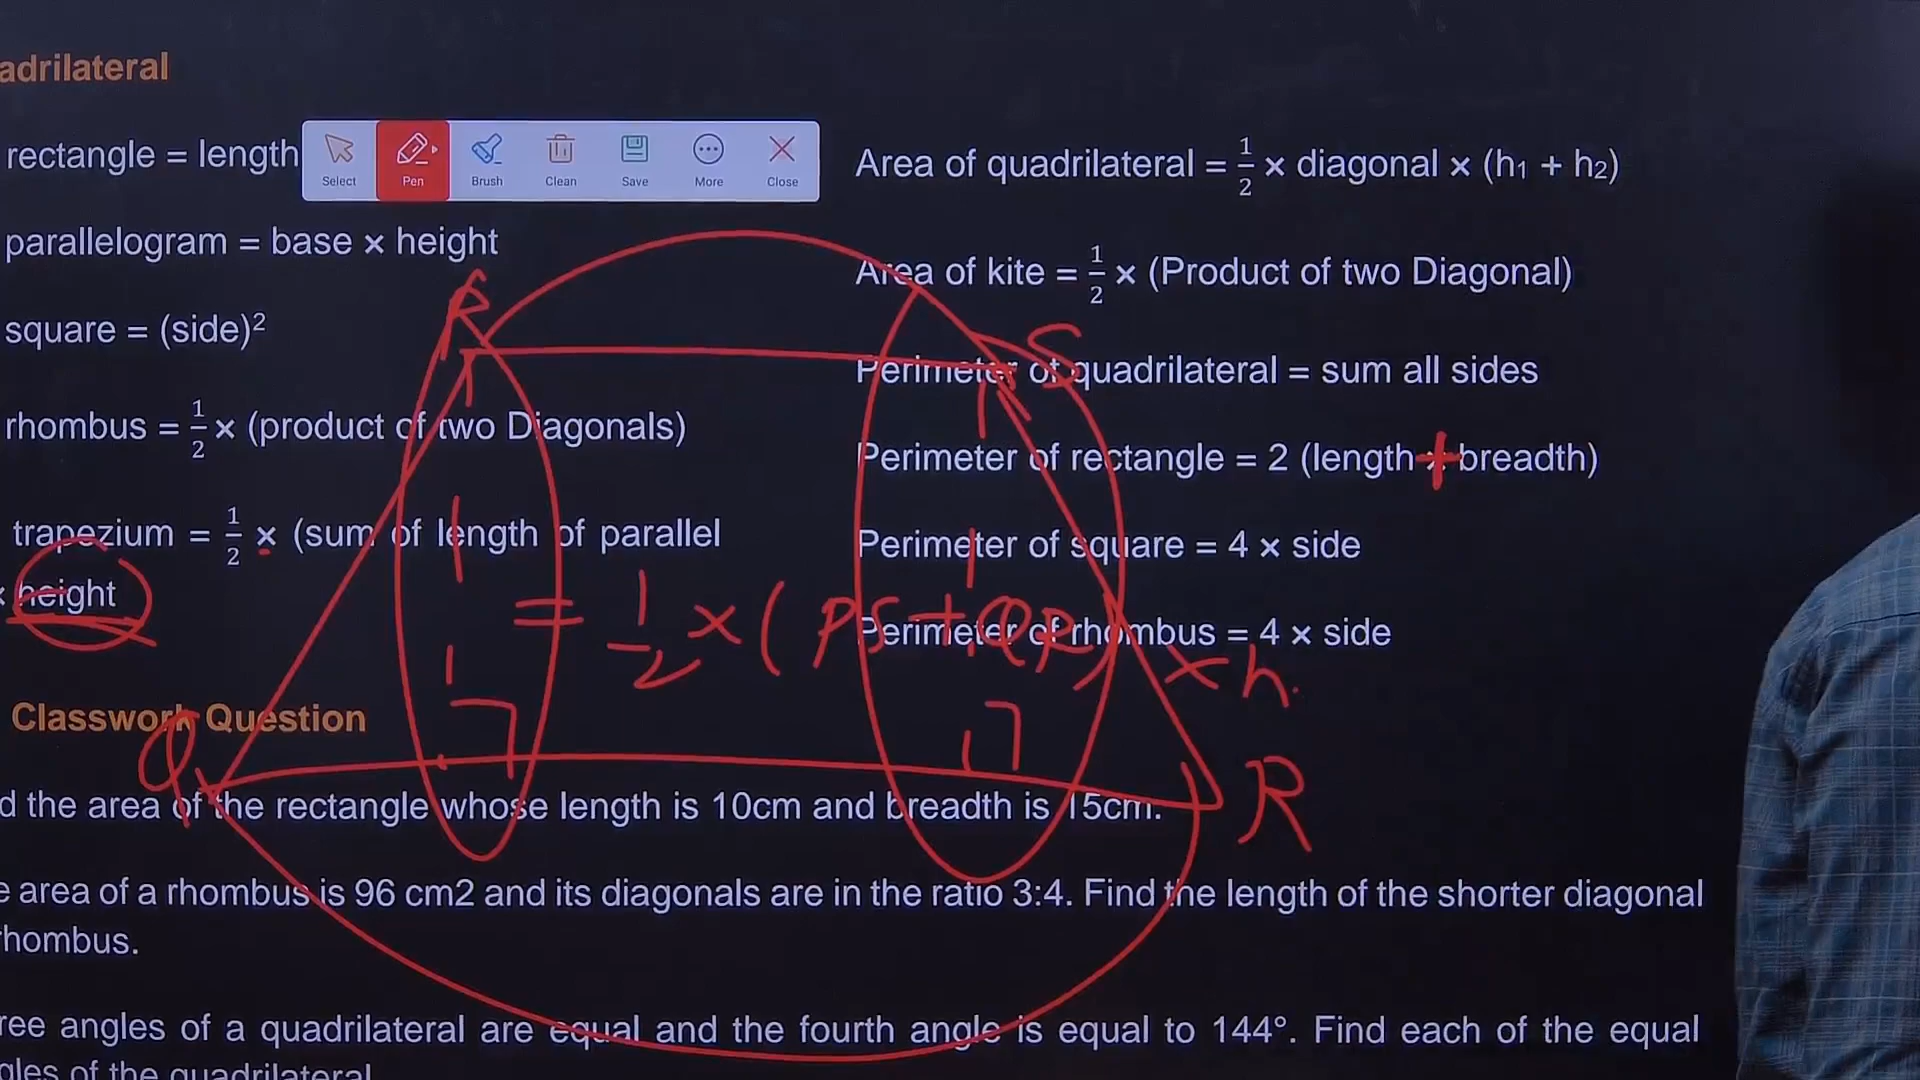 adrilateral
rectangle = length
Select Pen Brush Clean Save More Close
parallelogram = base × height
square = (side)²
rhombus = 1/2 × (product of two Diagonals)
trapezium = 1/2 × (sum of length of parallel
× height
Area of quadrilateral = 1/2 × diagonal × (h₁ + h₂)
Area of kite = 1/2 × (Product of two Diagonal)
Perimeter of quadrilateral = sum all sides
Perimeter of rectangle = 2 (length + breadth)
Perimeter of square = 4 × side
Perimeter of rhombus = 4 × side
P
S
= 1/2 × (PS + QR) × h
Q
R
Classwork Question
d the area of the rectangle whose length is 10cm and breadth is 15cm.
e area of a rhombus is 96 cm2 and its diagonals are in the ratio 3:4. Find the length of the shorter diagonal
rhombus.
ree angles of a quadrilateral are equal and the fourth angle is equal to 144°. Find each of the equal
gles of the quadrilateral